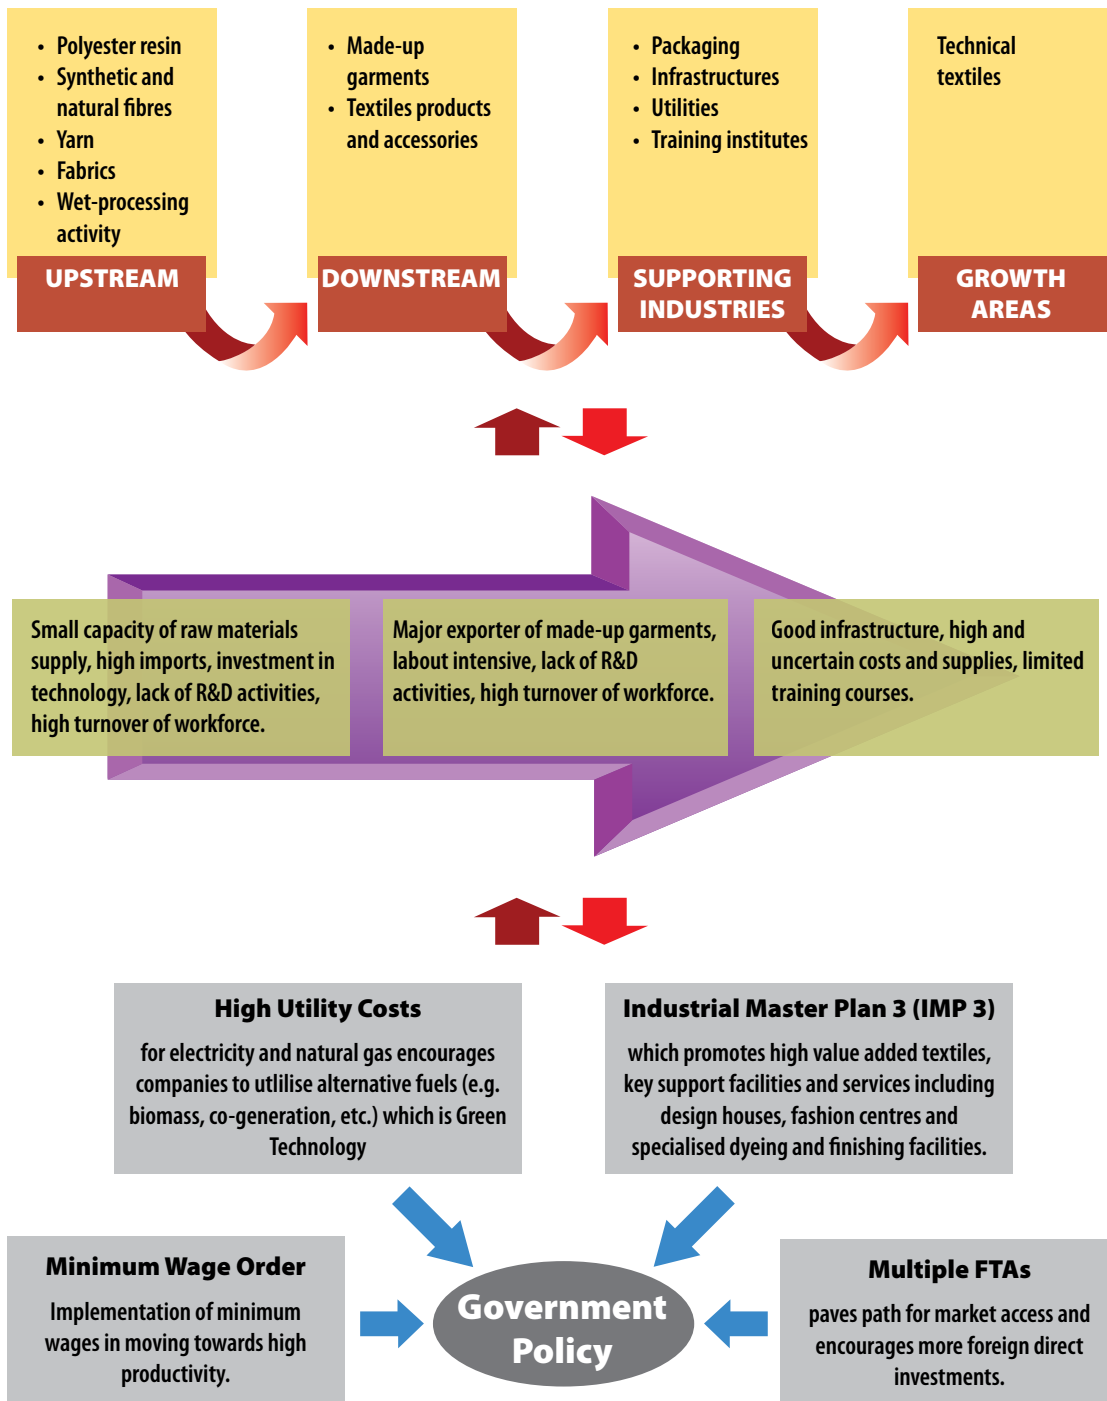 • Polyester resin
• Synthetic and
natural fibres
• Yarn
• Fabrics
• Wet-processing
activity
UPSTREAM
• Made-up
garments
• Textiles products
and accessories
DOWNSTREAM
• Packaging
• Infrastructures
• Utilities
• Training institutes
SUPPORTING
INDUSTRIES
Technical
textiles
GROWTH
AREAS
Small capacity of raw materials
supply, high imports, investment in
technology, lack of R&D activities,
high turnover of workforce.
Major exporter of made-up garments,
labout intensive, lack of R&D
activities, high turnover of workforce.
Good infrastructure, high and
uncertain costs and supplies, limited
training courses.
High Utility Costs
for electricity and natural gas encourages
companies to utlilise alternative fuels (e.g.
biomass, co-generation, etc.) which is Green
Technology
Industrial Master Plan 3 (IMP 3)
which promotes high value added textiles,
key support facilities and services including
design houses, fashion centres and
specialised dyeing and finishing facilities.
Minimum Wage Order
Implementation of minimum
wages in moving towards high
productivity.
Government
Policy
Multiple FTAs
paves path for market access and
encourages more foreign direct
investments.